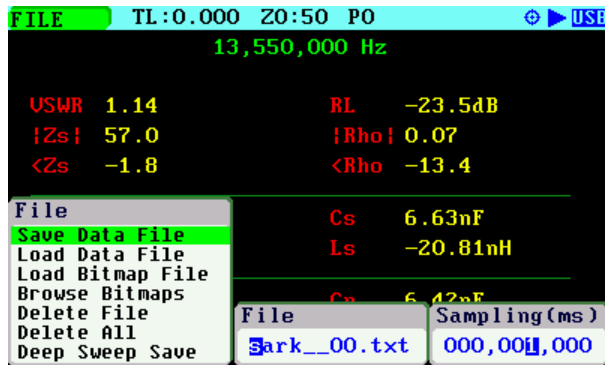 FILE TL:0.000 Z0:50 PO USB
13,550,000 Hz
VSWR 1.14 RL -23.5dB
|Zs| 57.0 |Rho| 0.07
<Zs -1.8 <Rho -13.4
File
Save Data File
Load Data File
Load Bitmap File
Browse Bitmaps
Delete File
Delete All
Deep Sweep Save
Cs 6.63nF
Ls -20.81nH
Cp 6.42nF
File
sark__00.txt
Sampling(ms)
000,001,000